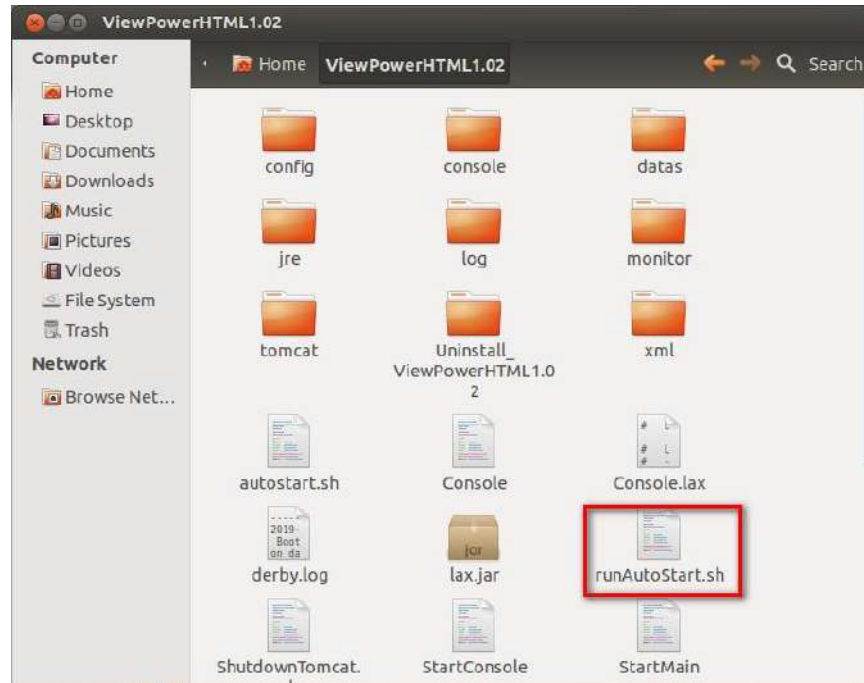 ViewPowerHTML1.02
Computer
Home
Desktop
Documents
Downloads
Music
Pictures
Videos
File System
Trash
Network
Browse Net...
Home ViewPowerHTML1.02 Search
config console datas
jre log monitor
tomcat Uninstall_ xml
ViewPowerHTML1.0
2
# L
# L
# -
autostart.sh Console Console.lax
2019-
Boot
on da
jar
derby.log lax.jar runAutoStart.sh
ShutdownTomcat. StartConsole StartMain